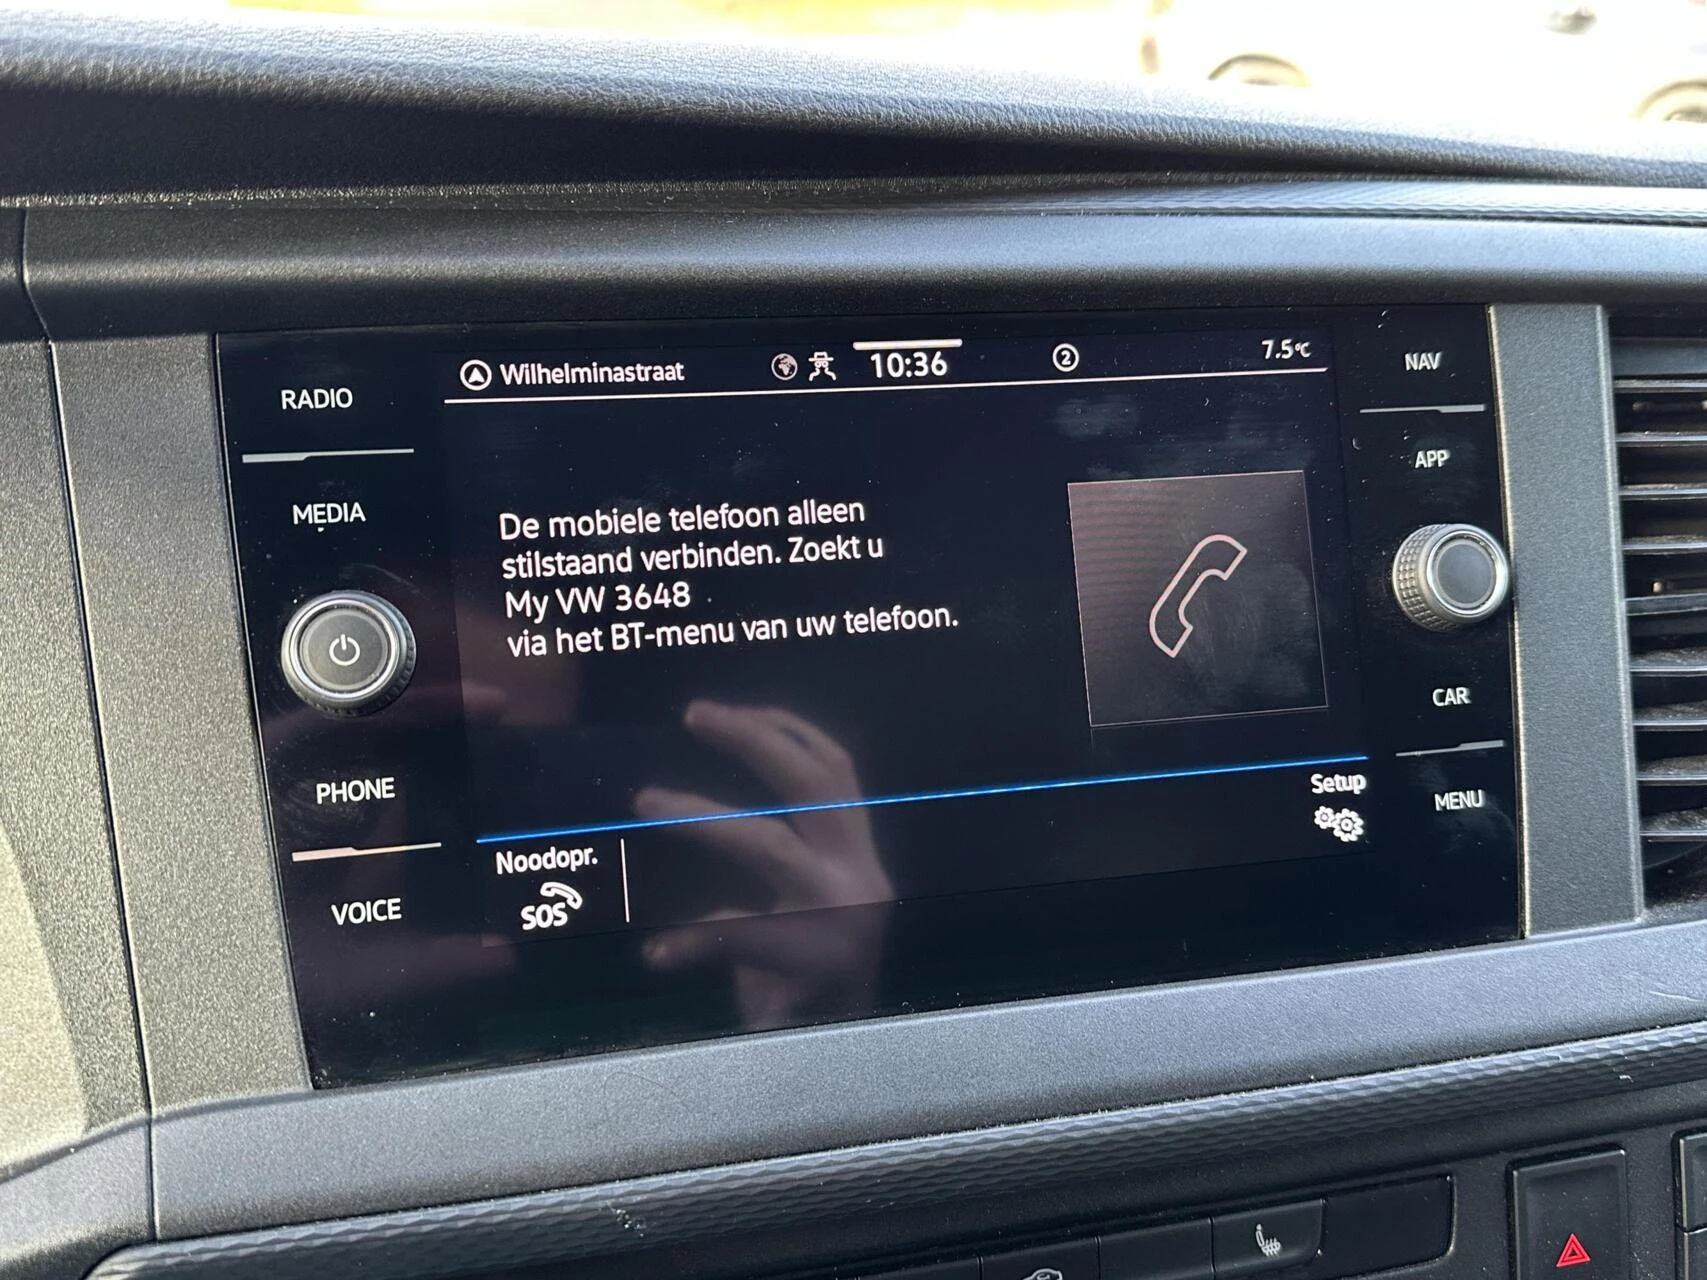 Wilhelminastraat 10:36 2 7.5°C
RADIO
MEDIA
PHONE
VOICE
De mobiele telefoon alleen
stilstaand verbinden. Zoekt u
My VW 3648
via het BT-menu van uw telefoon.
Noodopr.
SOS
Setup
NAV
APP
CAR
MENU